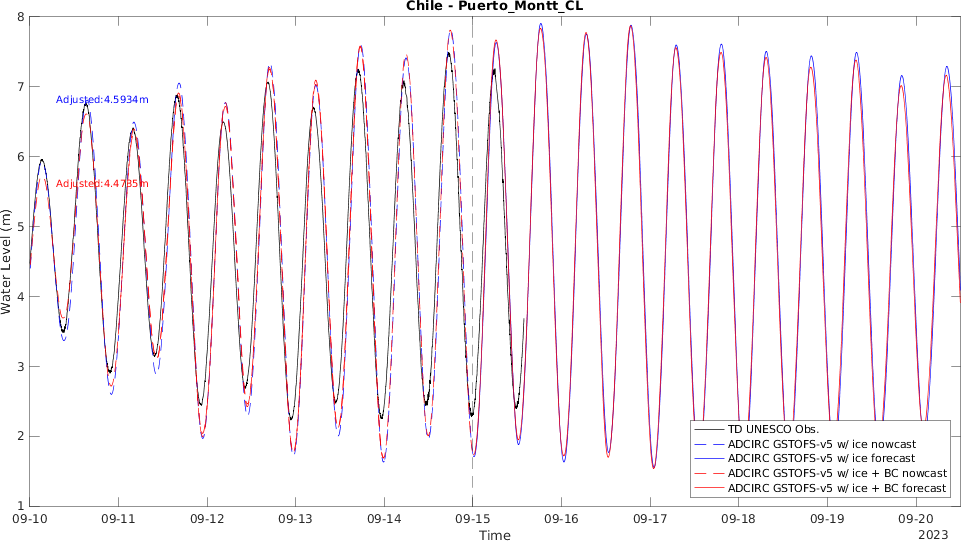 Chile - Puerto_Montt_CL
8
7
6
5
4
3
2
1
Water Level (m)
Adjusted:4.5934m
Adjusted:4.4735m
TD UNESCO Obs.
ADCIRC GSTOFS-v5 w/ ice nowcast
ADCIRC GSTOFS-v5 w/ ice forecast
ADCIRC GSTOFS-v5 w/ ice + BC nowcast
ADCIRC GSTOFS-v5 w/ ice + BC forecast
09-10 09-11 09-12 09-13 09-14 09-15 09-16 09-17 09-18 09-19 09-20
Time
2023